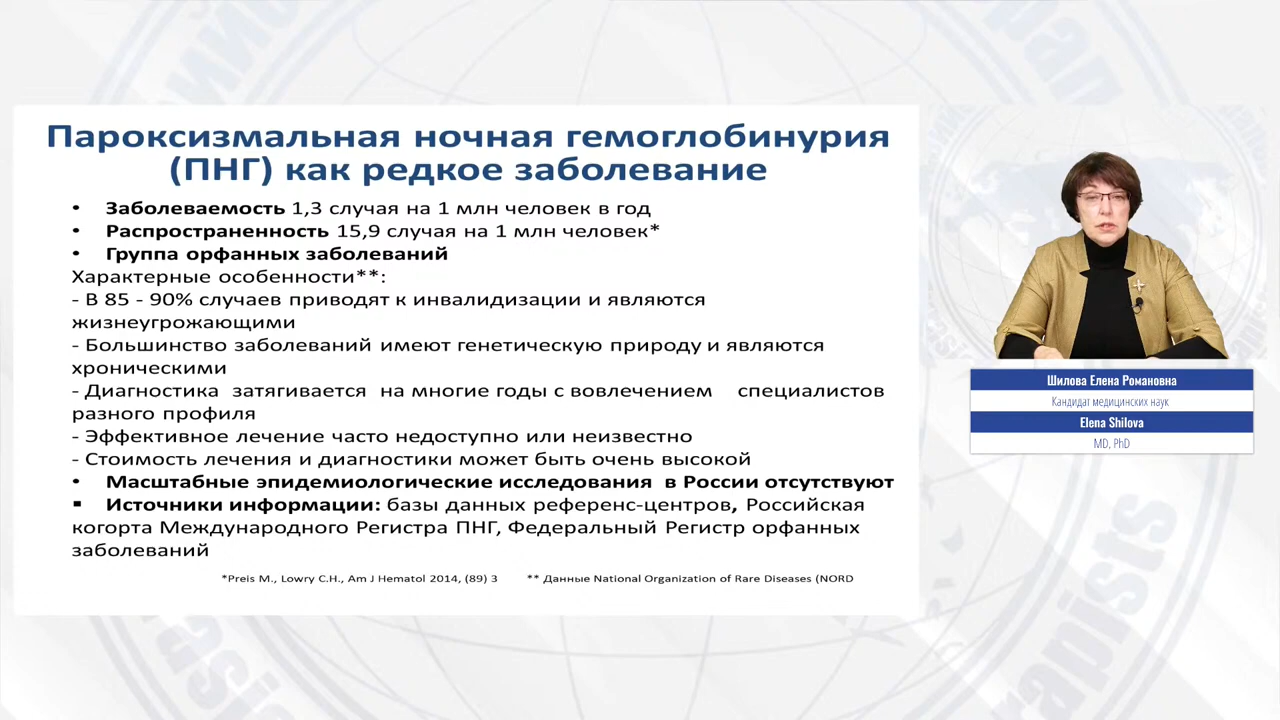 Пароксизмальная ночная гемоглобинурия
(ПНГ) как редкое заболевание
• Заболеваемость 1,3 случая на 1 млн человек в год
• Распространенность 15,9 случая на 1 млн человек*
• Группа орфанных заболеваний
Характерные особенности**:
- В 85 - 90% случаев приводят к инвалидизации и являются
жизнеугрожающими
- Большинство заболеваний имеют генетическую природу и являются
хроническими
- Диагностика затягивается на многие годы с вовлечением специалистов
разного профиля
- Эффективное лечение часто недоступно или неизвестно
- Стоимость лечения и диагностики может быть очень высокой
• Масштабные эпидемиологические исследования в России отсутствуют
▪ Источники информации: базы данных референс-центров, Российская
когорта Международного Регистра ПНГ, Федеральный Регистр орфанных
заболеваний
*Preis M., Lowry C.H., Am J Hematol 2014, (89) 3 ** Данные National Organization of Rare Diseases (NORD
Шилова Елена Романовна
Кандидат медицинских наук
Elena Shilova
MD, PhD